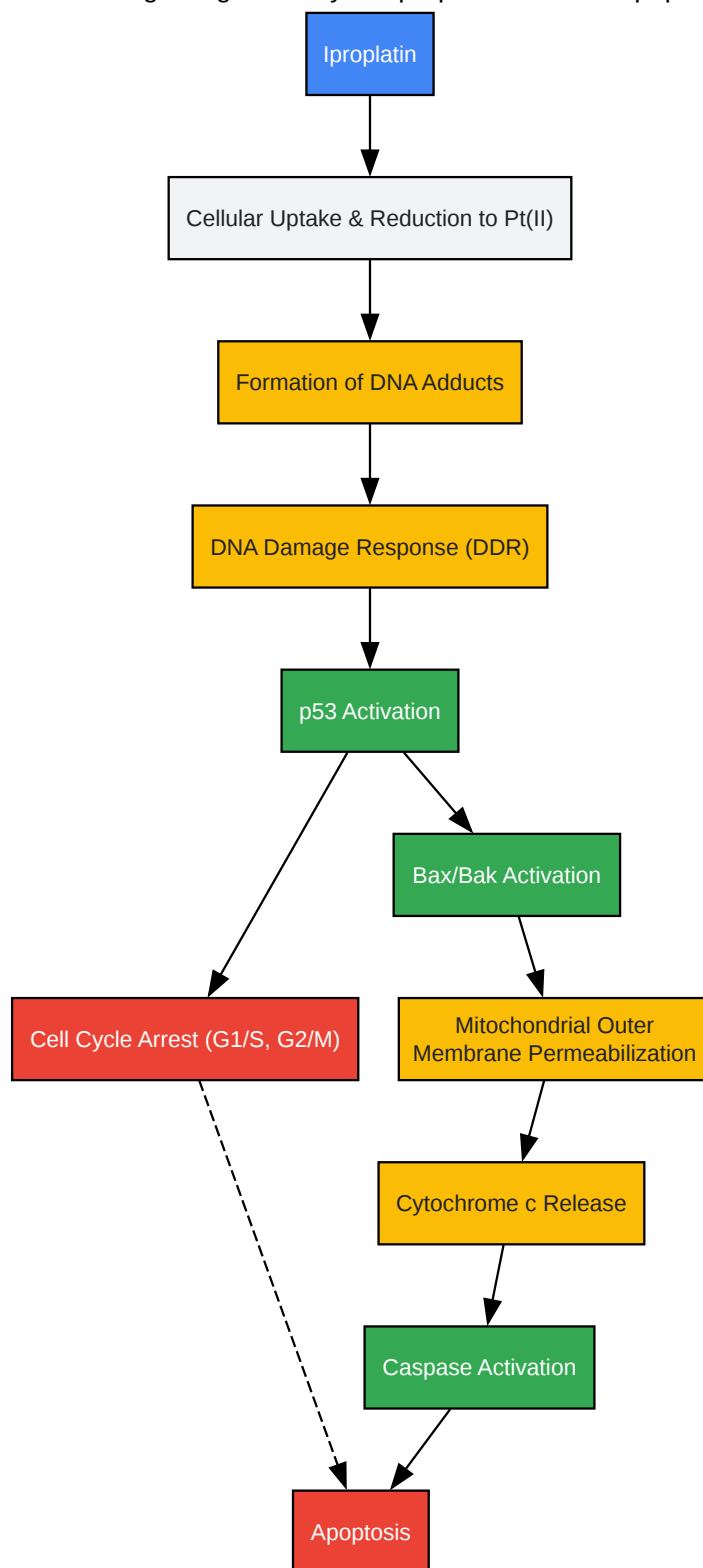 Iproplatin
Cellular Uptake & Reduction to Pt(II)
Formation of DNA Adducts
DNA Damage Response (DDR)
p53 Activation
Bax/Bak Activation
Cell Cycle Arrest (G1/S, G2/M)
Mitochondrial Outer
Membrane Permeabilization
Cytochrome c Release
Caspase Activation
Apoptosis